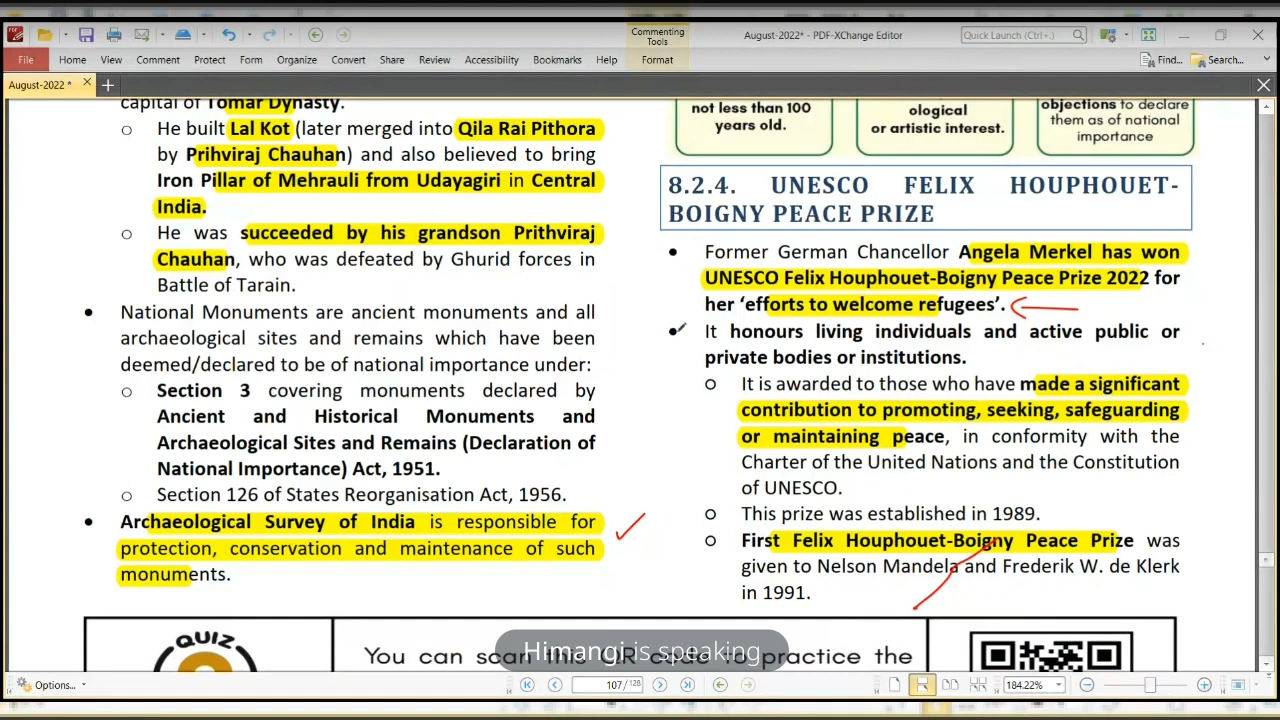 Commenting
Tools
August-2022* - PDF-XChange Editor
Quick Launch (Ctrl+.)
File Home View Comment Protect Form Organize Convert Share Review Accessibility Bookmarks Help Format
Find...
Search...
August-2022 *
capital of Tomar Dynasty.
o He built Lal Kot (later merged into Qila Rai Pithora
by Prihviraj Chauhan) and also believed to bring
Iron Pillar of Mehrauli from Udayagiri in Central
India.
o He was succeeded by his grandson Prithviraj
Chauhan, who was defeated by Ghurid forces in
Battle of Tarain.
• National Monuments are ancient monuments and all
archaeological sites and remains which have been
deemed/declared to be of national importance under:
o Section 3 covering monuments declared by
Ancient and Historical Monuments and
Archaeological Sites and Remains (Declaration of
National Importance) Act, 1951.
o Section 126 of States Reorganisation Act, 1956.
• Archaeological Survey of India is responsible for
protection, conservation and maintenance of such
monuments.
not less than 100
years old.
ological
or artistic interest.
objections to declare
them as of national
importance
8.2.4. UNESCO FELIX HOUPHOUET-
BOIGNY PEACE PRIZE
• Former German Chancellor Angela Merkel has won
UNESCO Felix Houphouet-Boigny Peace Prize 2022 for
her ‘efforts to welcome refugees’.
• It honours living individuals and active public or
private bodies or institutions.
o It is awarded to those who have made a significant
contribution to promoting, seeking, safeguarding
or maintaining peace, in conformity with the
Charter of the United Nations and the Constitution
of UNESCO.
o This prize was established in 1989.
o First Felix Houphouet-Boigny Peace Prize was
given to Nelson Mandela and Frederik W. de Klerk
in 1991.
QUIZ
You can scan this QR code to practice the
Himangi is speaking
Options...
107 / 128
184.22%